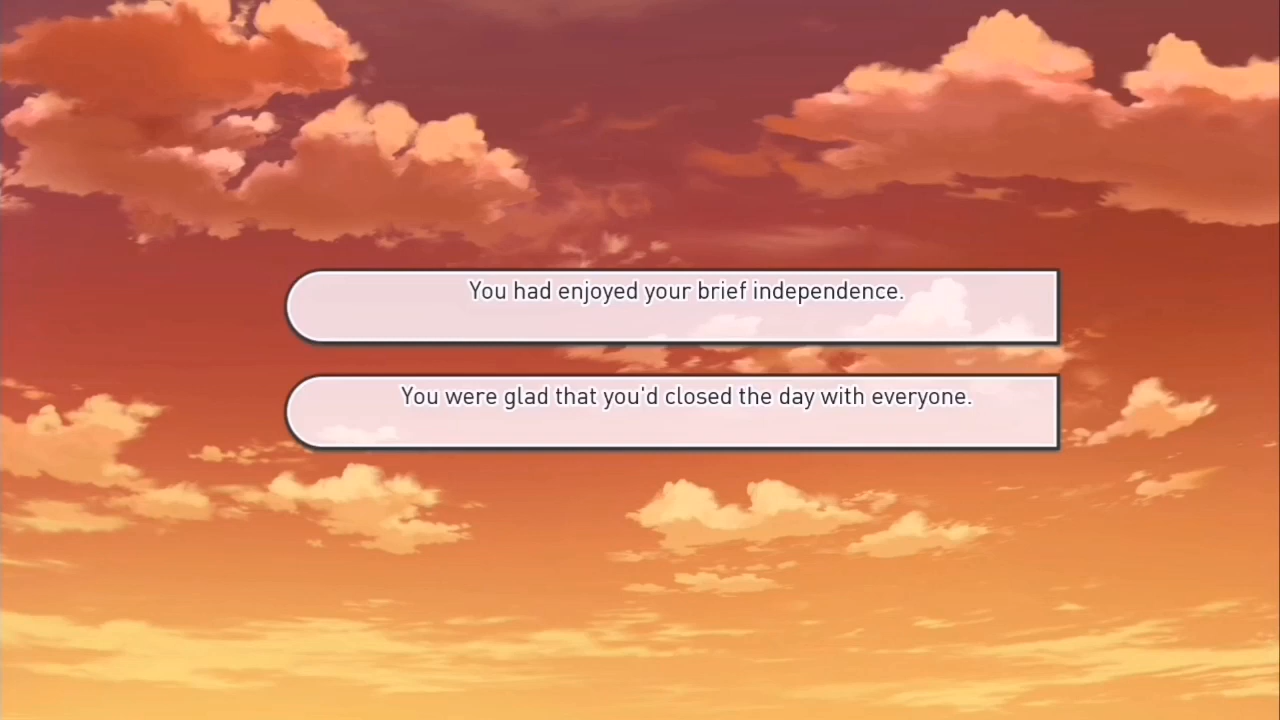 You had enjoyed your brief independence.
You were glad that you'd closed the day with everyone.